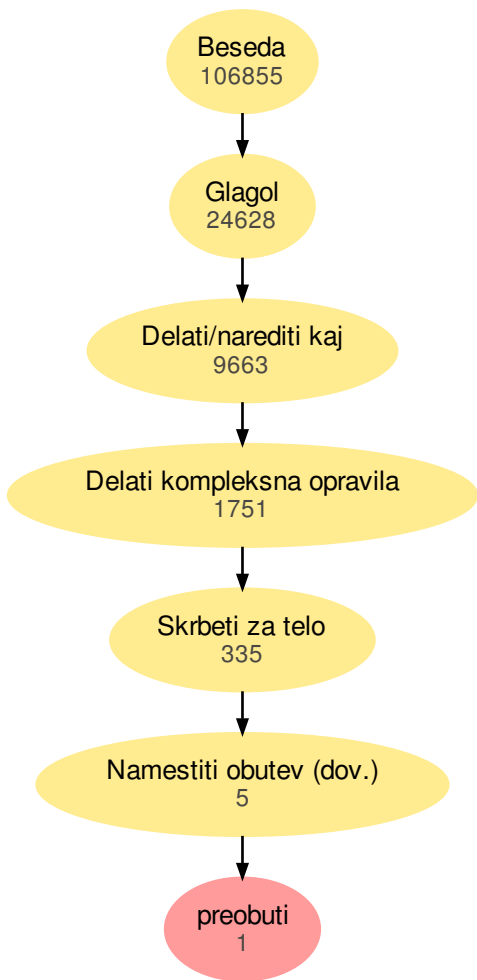 Beseda
106855
Glagol
24628
Delati/narediti kaj
9663
Delati kompleksna opravila
1751
Skrbeti za telo
335
Namestiti obutev (dov.)
5
preobuti
1